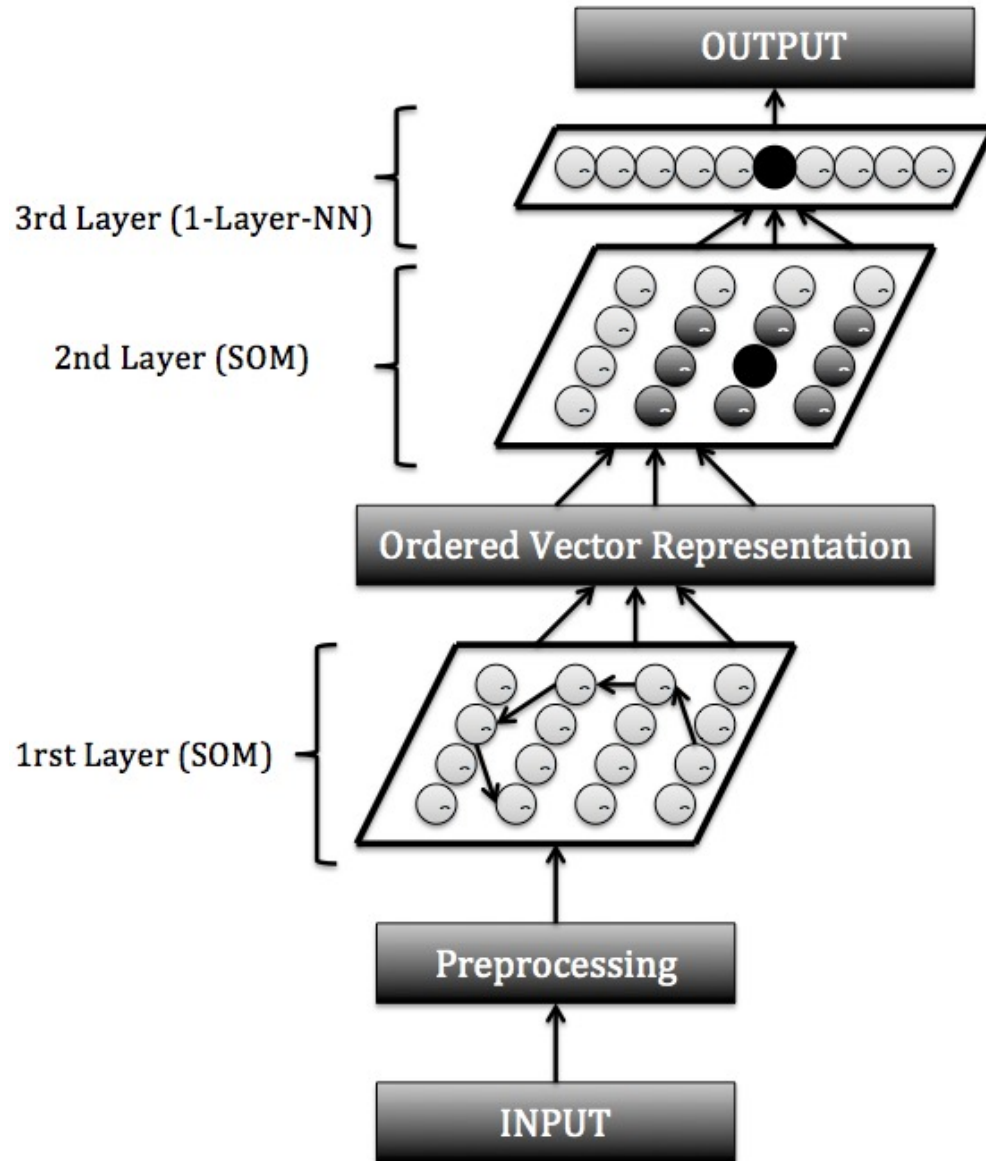 OUTPUT
3rd Layer (1-Layer-NN)
2nd Layer (SOM)
Ordered Vector Representation
1rst Layer (SOM)
Preprocessing
INPUT